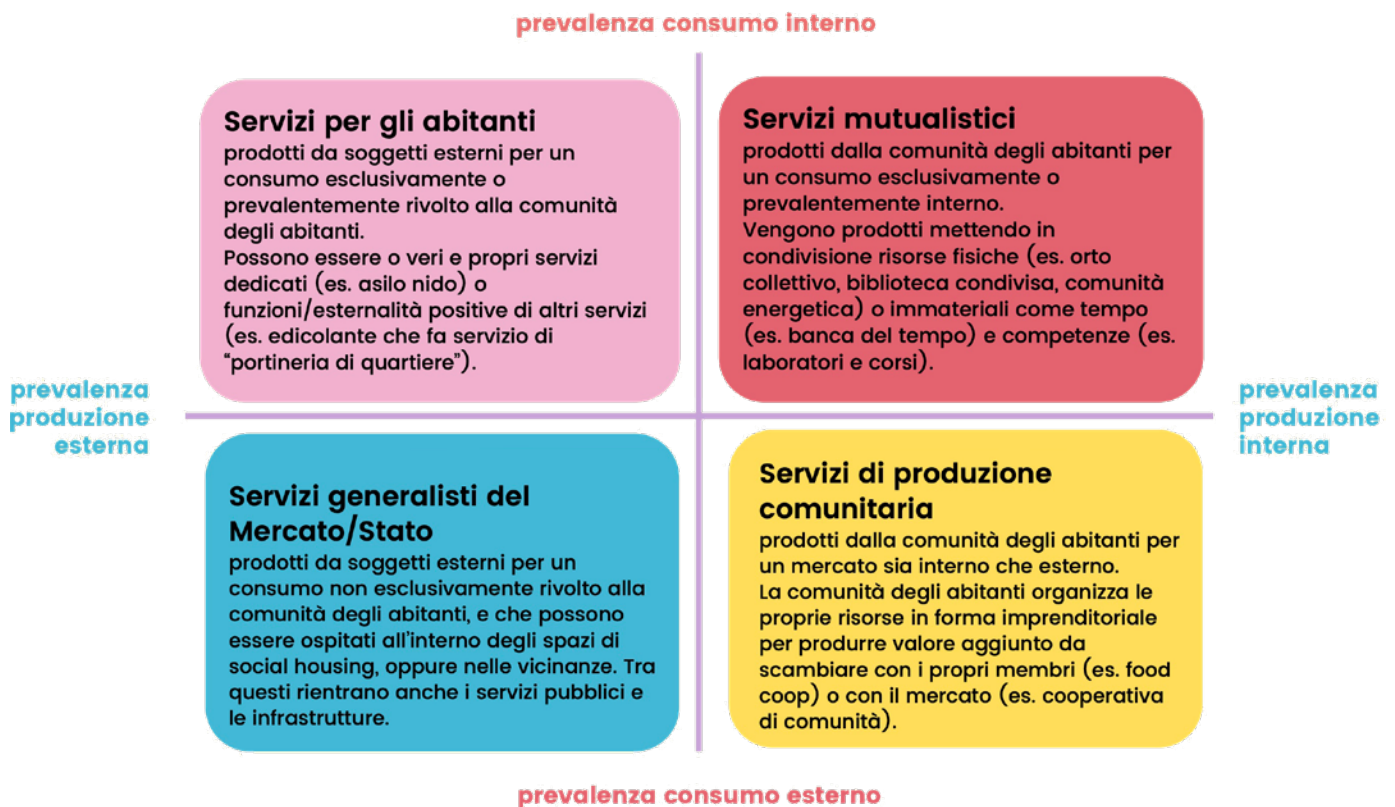 prevalenza consumo interno
Servizi per gli abitanti
prodotti da soggetti esterni per un
consumo esclusivamente o
prevalentemente rivolto alla comunità
degli abitanti.
Possono essere o veri e propri servizi
dedicati (es. asilo nido) o
funzioni/esternalità positive di altri servizi
(es. edicolante che fa servizio di
“portineria di quartiere”).
Servizi mutualistici
prodotti dalla comunità degli abitanti per
un consumo esclusivamente o
prevalentemente interno.
Vengono prodotti mettendo in
condivisione risorse fisiche (es. orto
collettivo, biblioteca condivisa, comunità
energetica) o immateriali come tempo
(es. banca del tempo) e competenze (es.
laboratori e corsi).
prevalenza
produzione
esterna
prevalenza
produzione
interna
Servizi generalisti del
Mercato/Stato
prodotti da soggetti esterni per un
consumo non esclusivamente rivolto alla
comunità degli abitanti, e che possono
essere ospitati all’interno degli spazi di
social housing, oppure nelle vicinanze. Tra
questi rientrano anche i servizi pubblici e
le infrastrutture.
Servizi di produzione
comunitaria
prodotti dalla comunità degli abitanti per
un mercato sia interno che esterno.
La comunità degli abitanti organizza le
proprie risorse in forma imprenditoriale
per produrre valore aggiunto da
scambiare con i propri membri (es. food
coop) o con il mercato (es. cooperativa
di comunità).
prevalenza consumo esterno